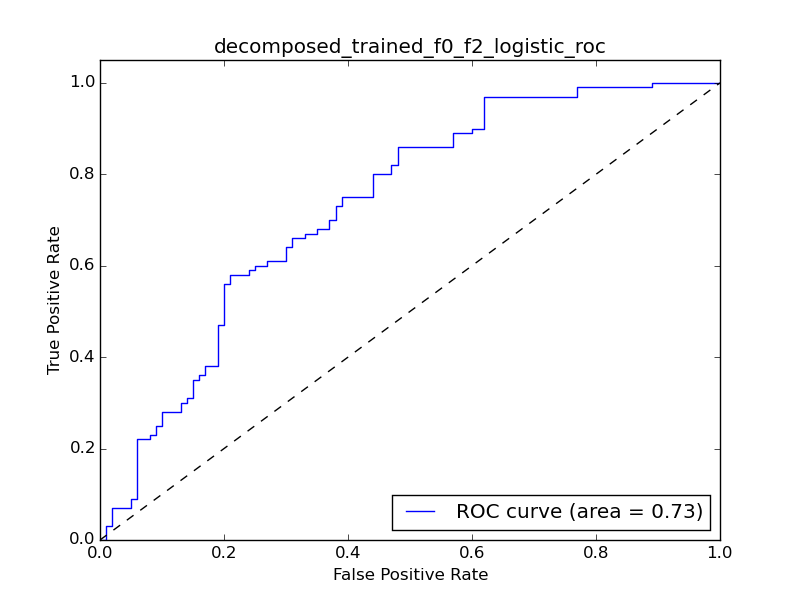 decomposed_trained_f0_f2_logistic_roc
1.0
0.8
0.6
0.4
0.2
0.0
True Positive Rate
ROC curve (area = 0.73)
0.0 0.2 0.4 0.6 0.8 1.0
False Positive Rate